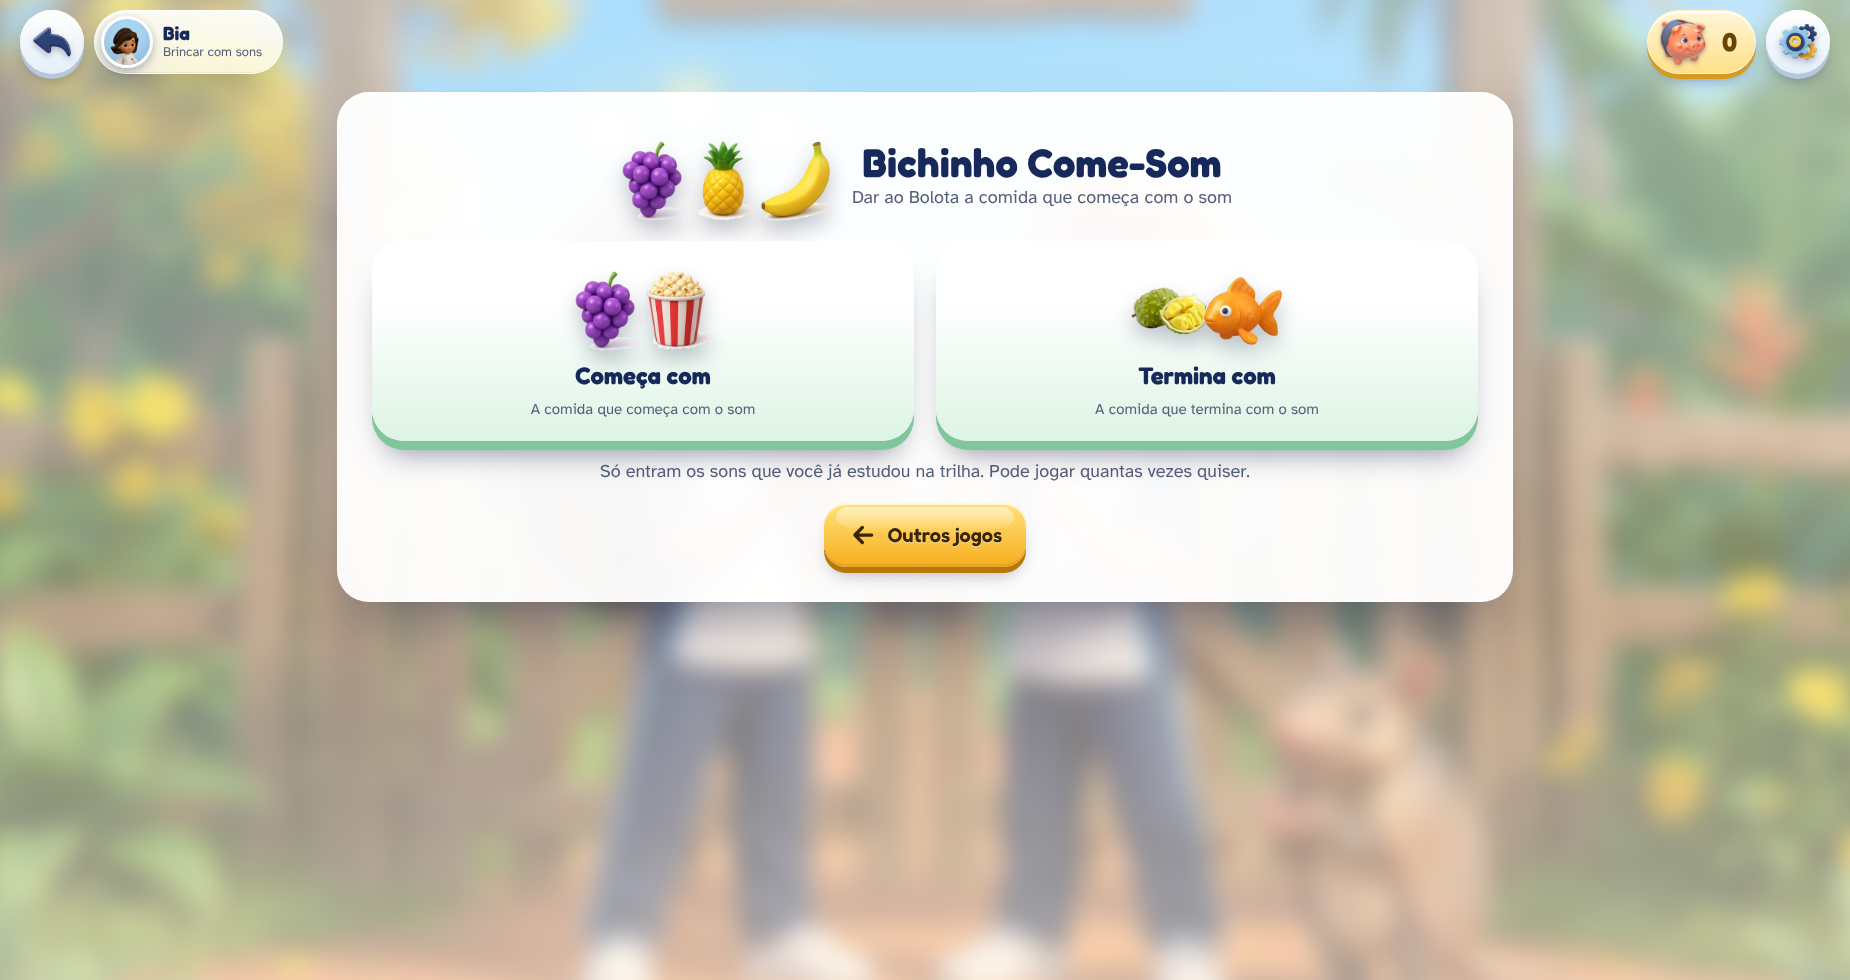 Bia
Brincar com sons
0
Bichinho Come-Som
Dar ao Bolota a comida que começa com o som
Começa com
A comida que começa com o som
Termina com
A comida que termina com o som
Só entram os sons que você já estudou na trilha. Pode jogar quantas vezes quiser.
Outros jogos